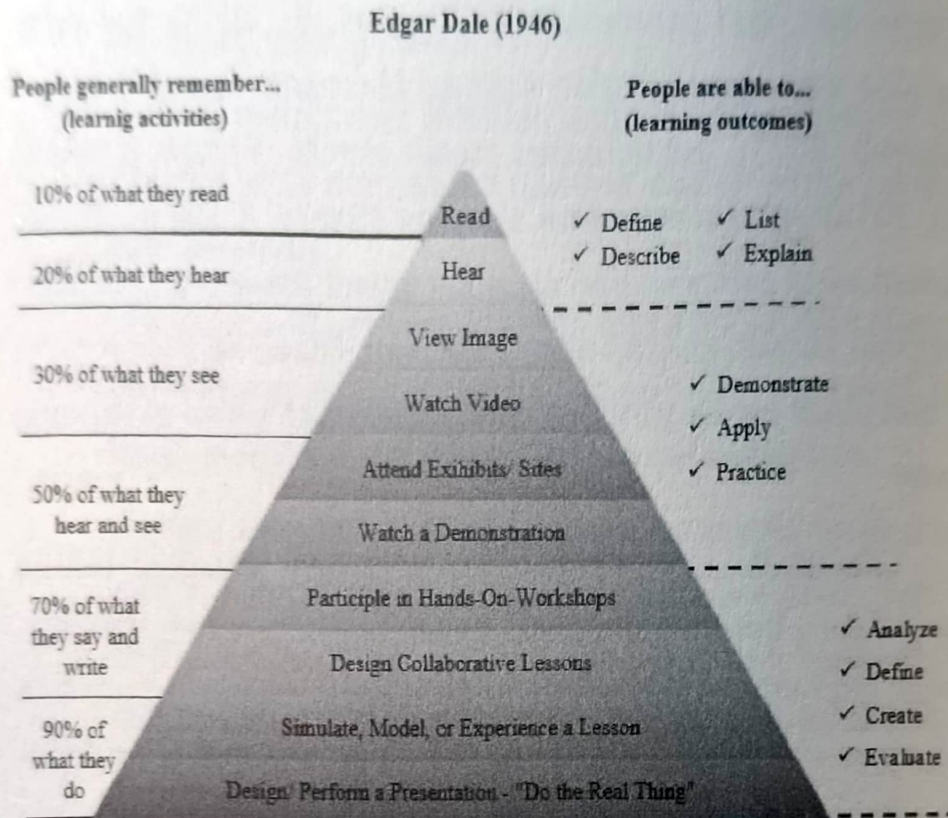 Edgar Dale (1946)
People generally remember...
(learnig activities)
People are able to...
(learning outcomes)
10% of what they read
20% of what they hear
30% of what they see
50% of what they
hear and see
70% of what
they say and
write
90% of
what they
do
Read
Hear
View Image
Watch Video
Attend Exihibits/ Sites
Watch a Demonstration
Participle in Hands-On-Workshops
Design Collaborative Lessons
Simulate, Model, or Experience a Lesson
Design/ Perform a Presentation - "Do the Real Thing"
✓ Define ✓ List
✓ Describe ✓ Explain
✓ Demonstrate
✓ Apply
✓ Practice
✓ Analyze
✓ Define
✓ Create
✓ Evaluate